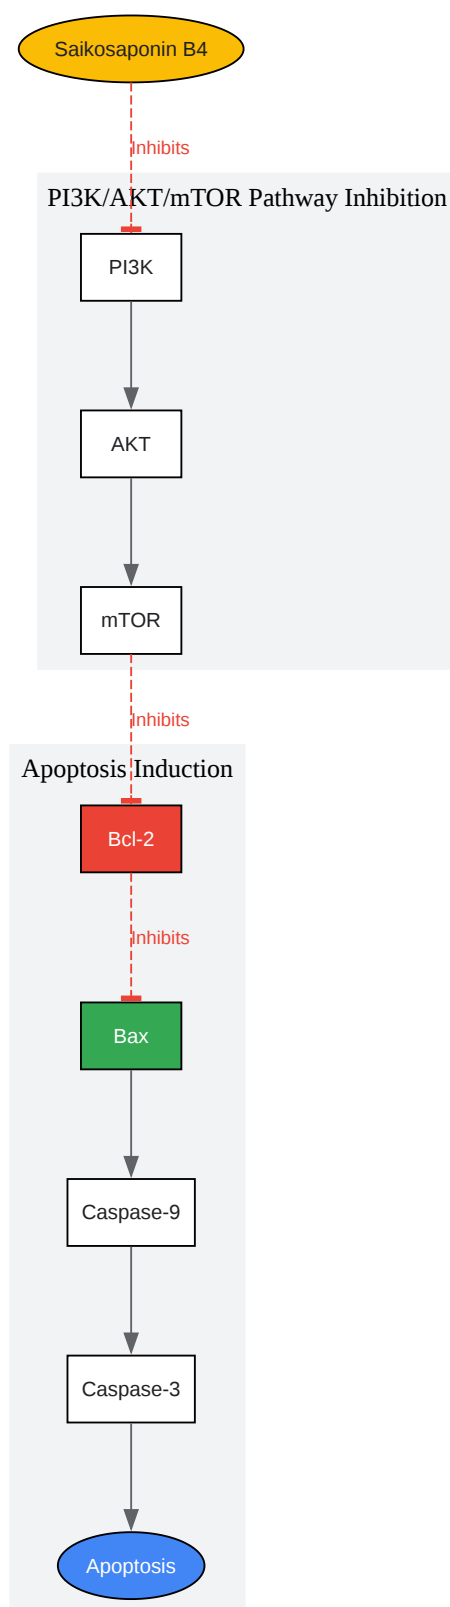 Saikosaponin B4
Inhibits
PI3K/AKT/mTOR Pathway Inhibition
PI3K
AKT
mTOR
Inhibits
Apoptosis Induction
Bcl-2
Inhibits
Bax
Caspase-9
Caspase-3
Apoptosis